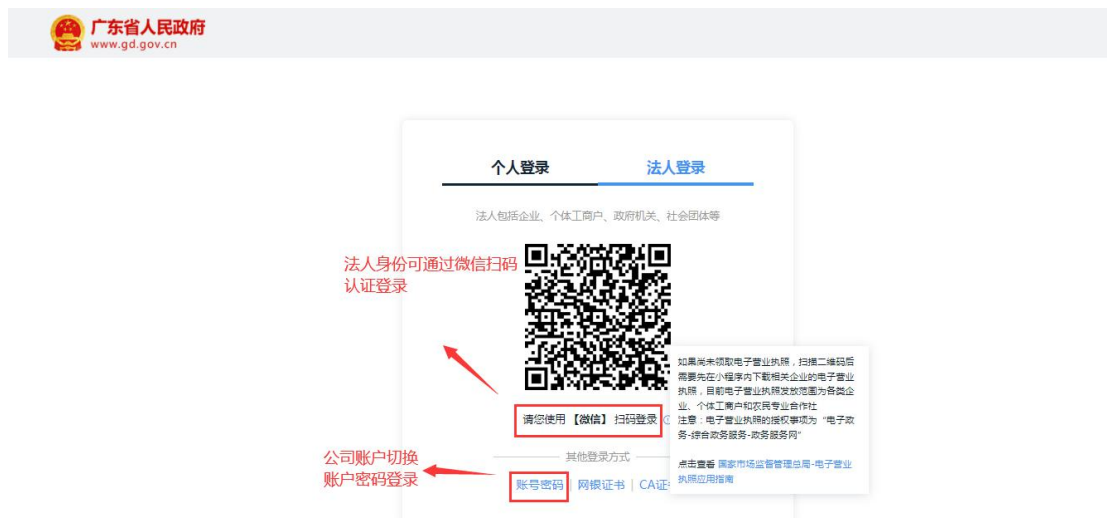 广东省人民政府
www.gd.gov.cn
个人登录
法人登录
法人包括企业、个体工商户、政府机关、社会团体等
法人身份可通过微信扫码
认证登录
请您使用 【微信】 扫码登录
如果尚未领取电子营业执照，扫描二维码后
需要先在小程序内下载相关企业的电子营业
执照，目前电子营业执照发放范围为各类企
业、个体工商户和农民专业合作社
注意：电子营业执照的授权事项为“电子政
务-综合政务服务-政务服务网”
点击查看 国家市场监督管理总局-电子营业
执照应用指南
其他登录方式
公司账户切换
账户密码登录
账号密码 | 网银证书 | CA证